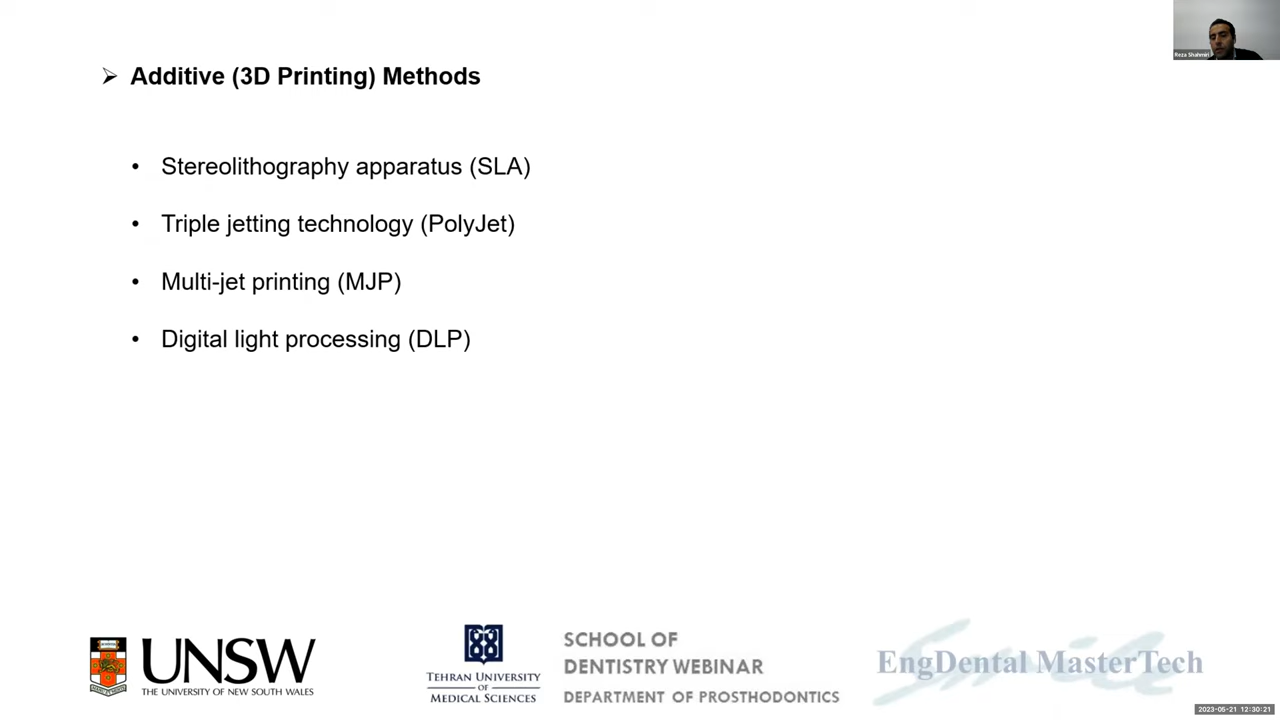 Reza Shahmiri
➢ Additive (3D Printing) Methods
• Stereolithography apparatus (SLA)
• Triple jetting technology (PolyJet)
• Multi-jet printing (MJP)
• Digital light processing (DLP)
UNSW
THE UNIVERSITY OF NEW SOUTH WALES
TEHRAN UNIVERSITY
OF
MEDICAL SCIENCES
SCHOOL OF
DENTISTRY WEBINAR
DEPARTMENT OF PROSTHODONTICS
EngDental MasterTech
2023-05-21 12:30:21